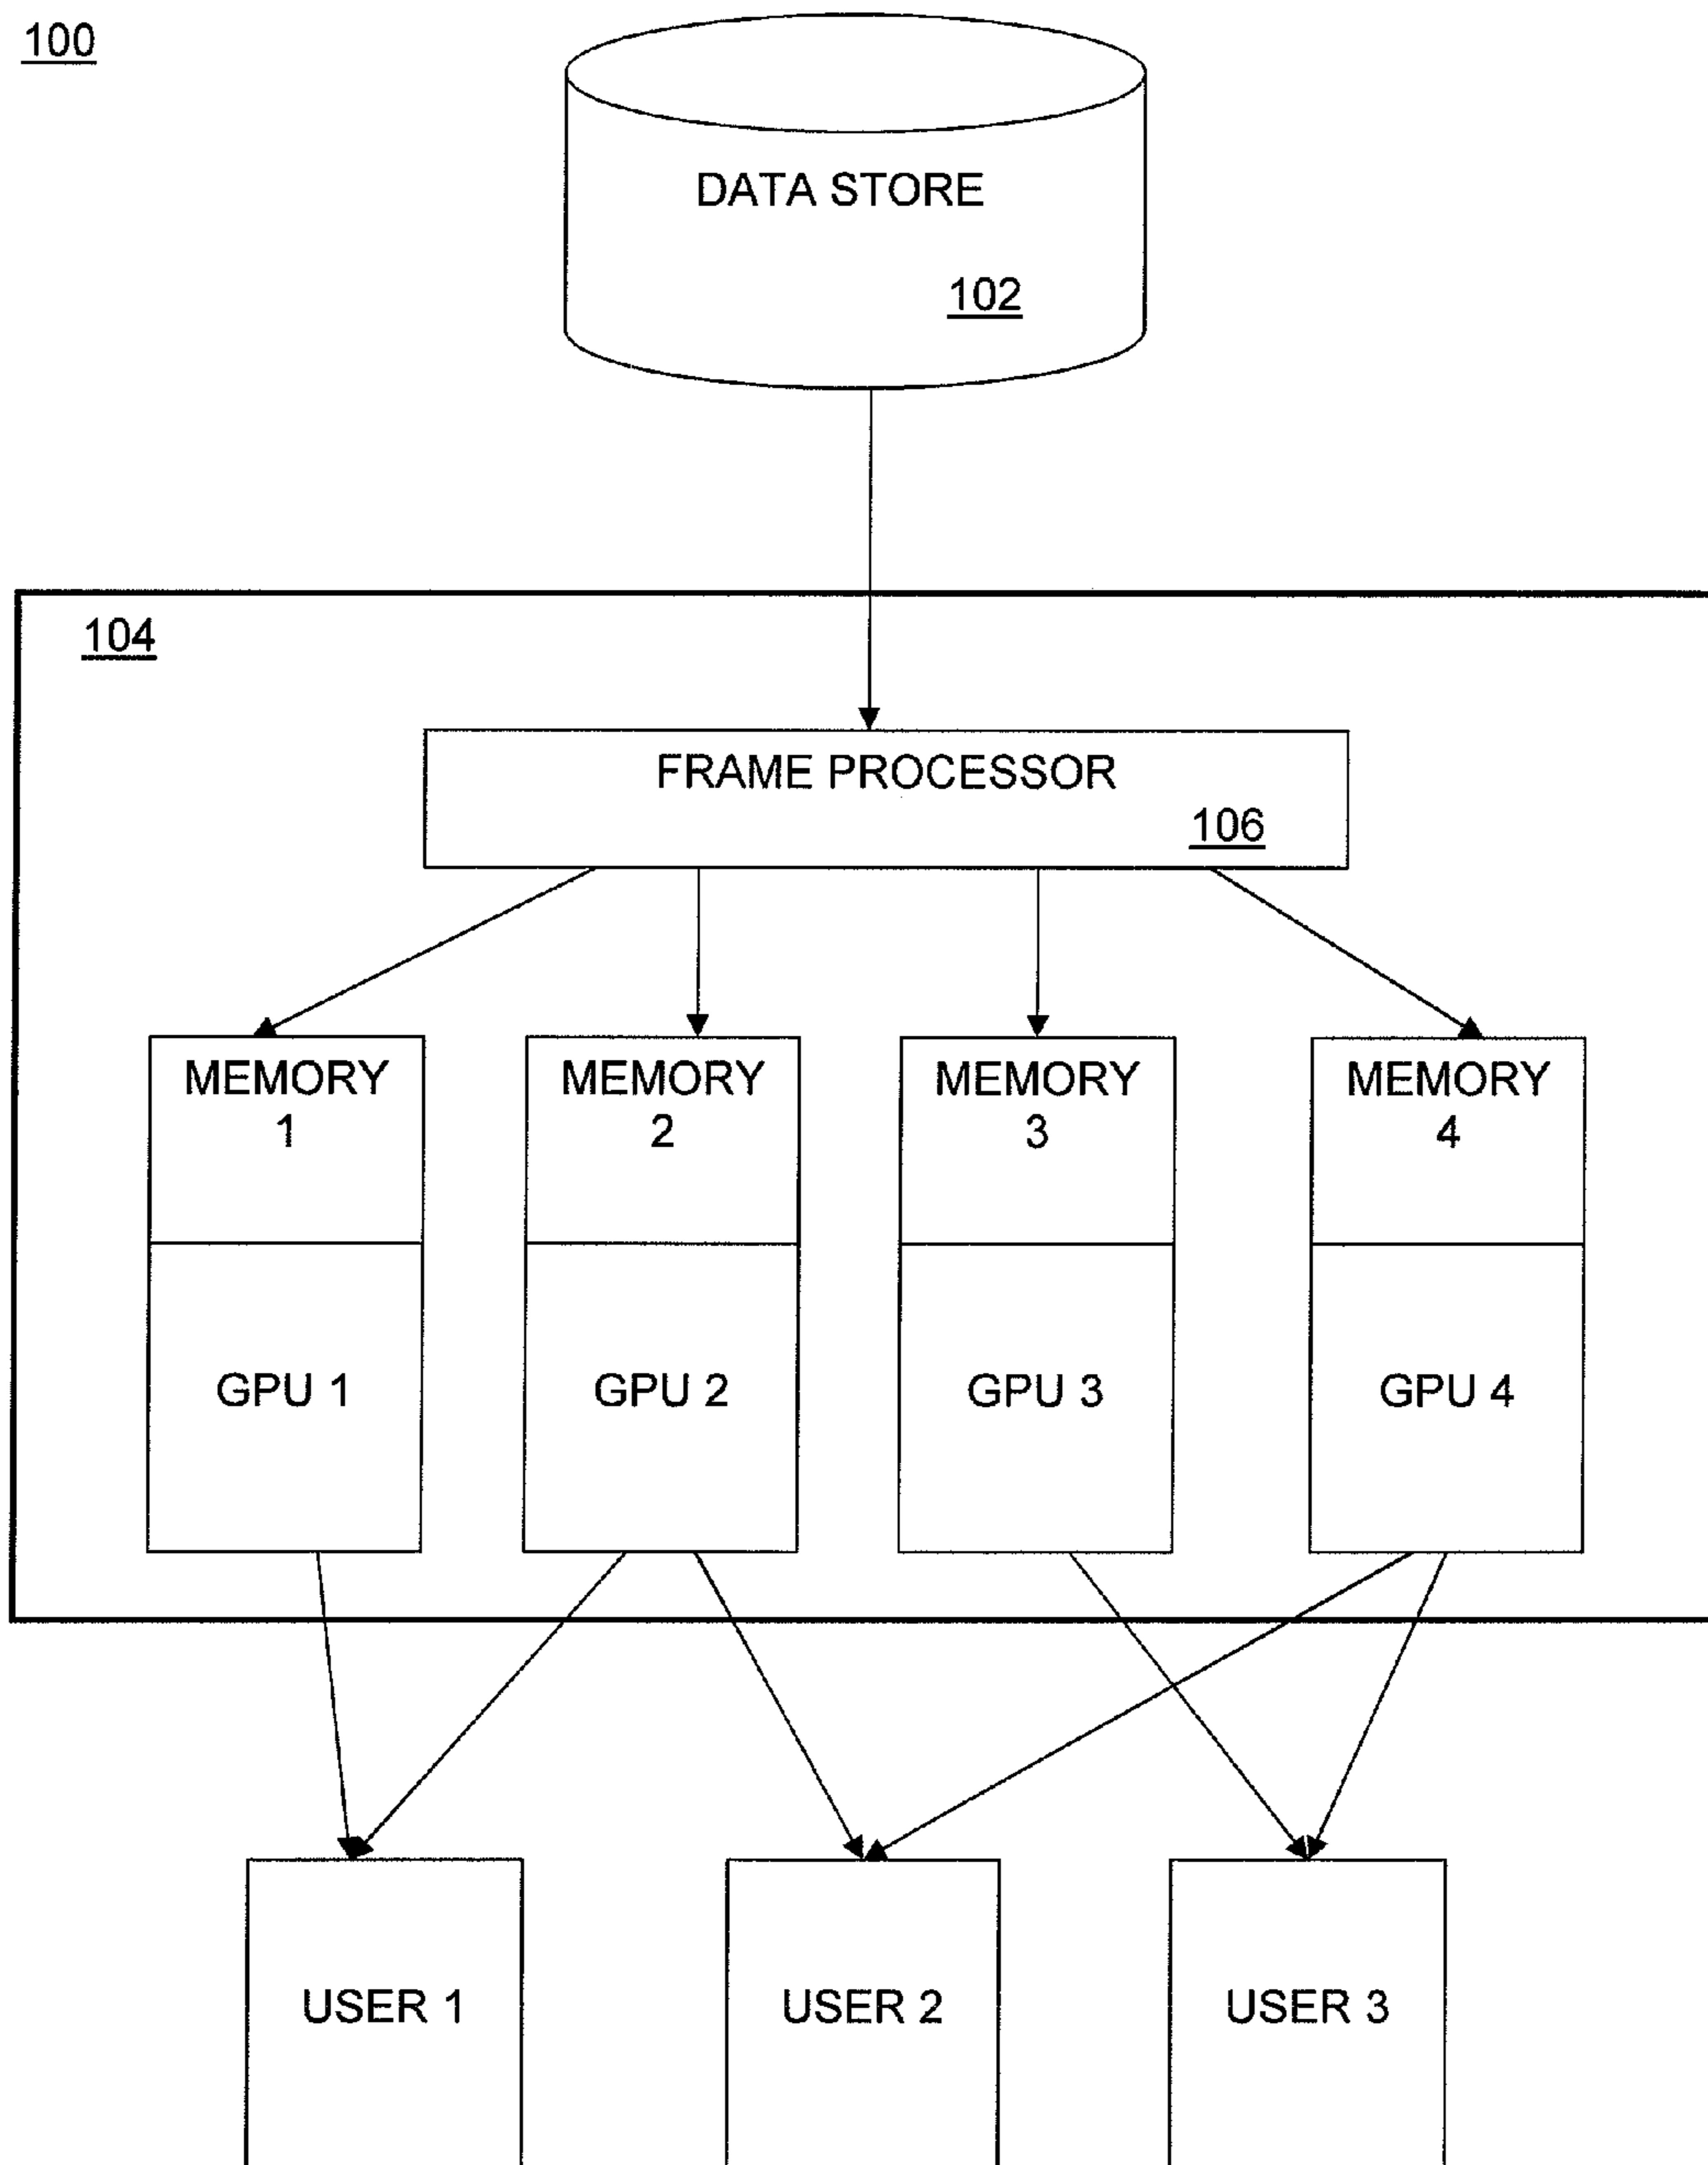 100
DATA STORE
102
104
FRAME PROCESSOR
106
MEMORY
1
MEMORY
2
MEMORY
3
MEMORY
4
GPU 1
GPU 2
GPU 3
GPU 4
USER 1
USER 2
USER 3